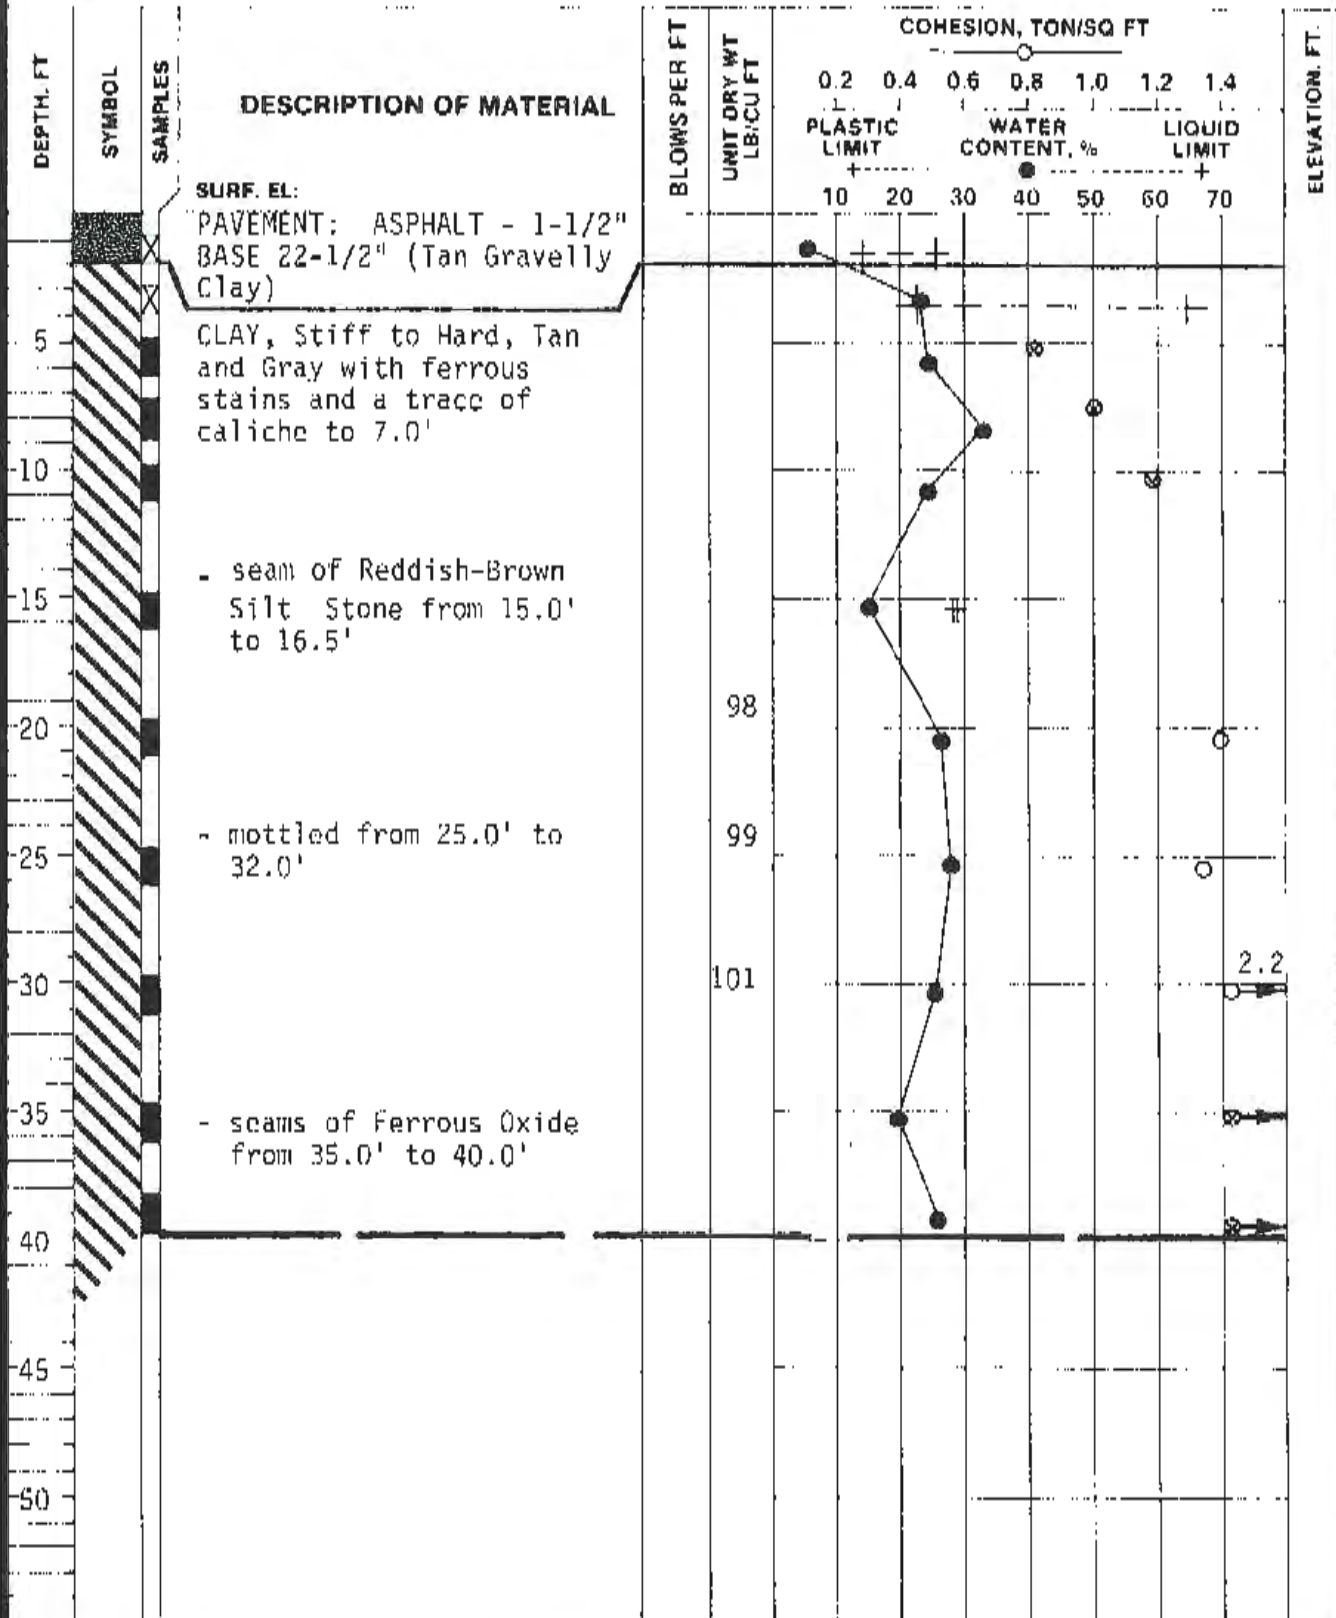 DEPTH, FT
SYMBOL
SAMPLES
DESCRIPTION OF MATERIAL
BLOWS PER FT
UNIT DRY WT
LB/CU FT
COHESION, TON/SQ FT
0.2 0.4 0.6 0.8 1.0 1.2 1.4
PLASTIC WATER LIQUID
LIMIT CONTENT, % LIMIT
10 20 30 40 50 60 70
ELEVATION. FT.
SURF. EL:
PAVEMENT: ASPHALT - 1-1/2"
BASE 22-1/2" (Tan Gravelly
Clay)
5
CLAY, Stiff to Hard, Tan
and Gray with ferrous
stains and a trace of
caliche to 7.0'
10
- seam of Reddish-Brown
15
Silt Stone from 15.0'
to 16.5'
98
20
- mottled from 25.0' to
99
25
32.0'
2.2
30
101
35
- seams of Ferrous Oxide
from 35.0' to 40.0'
40
45
50